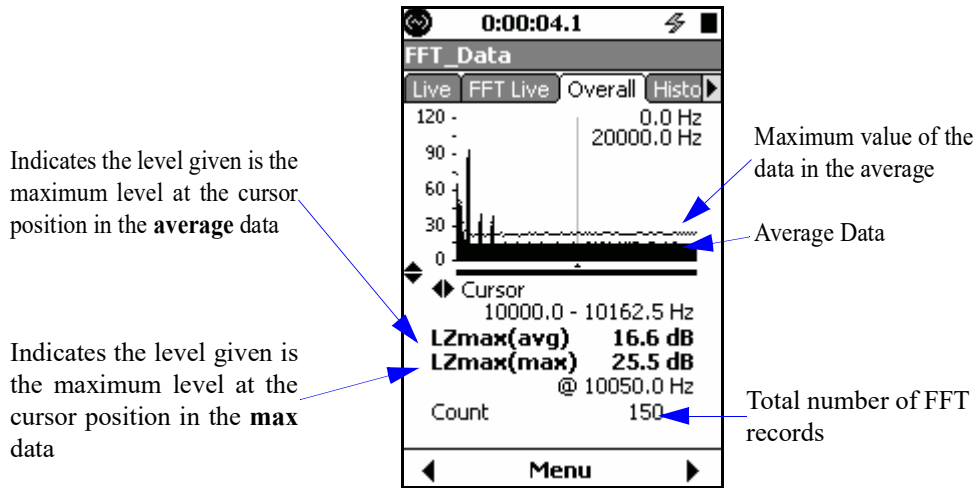 0:00:04.1
FFT_Data
Live FFT Live Overall Histo
120
0.0 Hz
20000.0 Hz
90
60
30
0
Cursor
10000.0 - 10162.5 Hz
LZmax(avg) 16.6 dB
LZmax(max) 25.5 dB
@ 10050.0 Hz
Count 150
Menu
Indicates the level given is the
maximum level at the cursor
position in the average data
Indicates the level given is
the maximum level at the
cursor position in the max
data
Maximum value of the
data in the average
Average Data
Total number of FFT
records